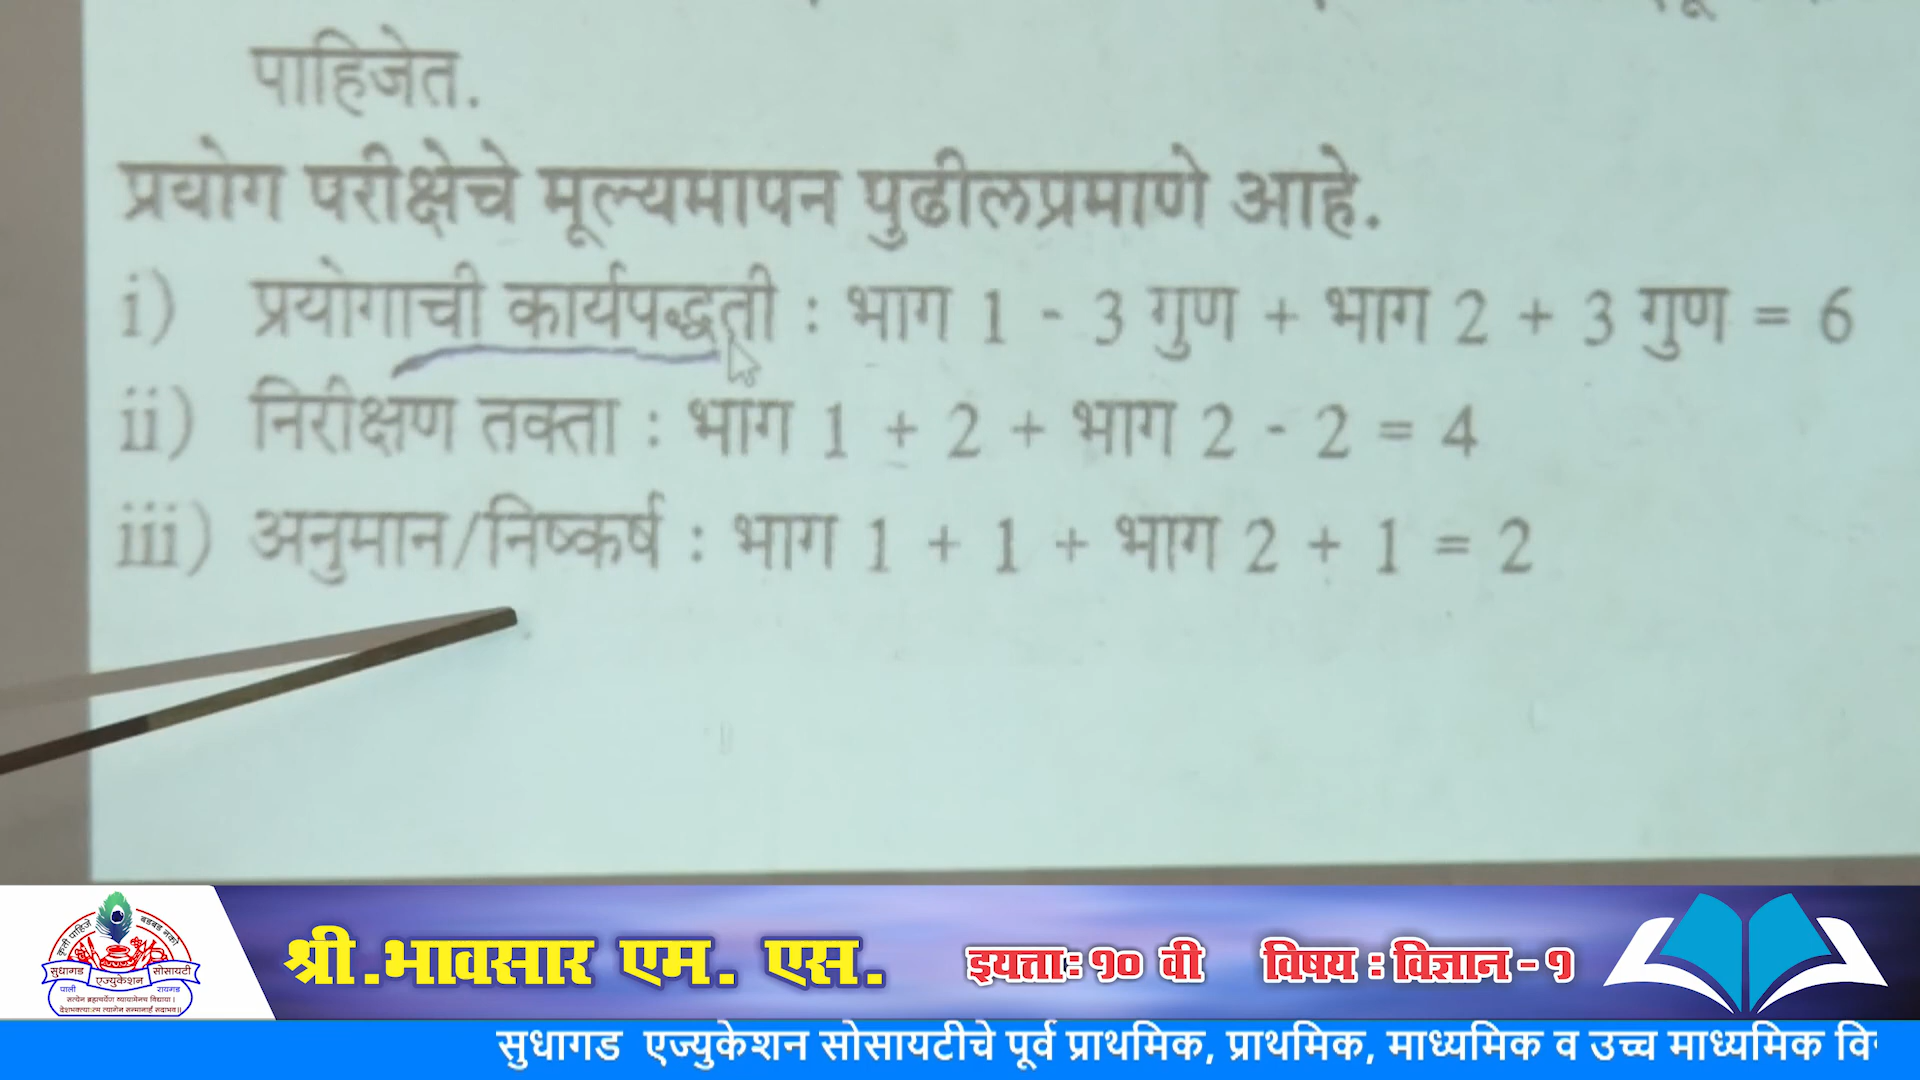 पाहिजेत.
प्रयोग परीक्षेचे मूल्यमापन पुढीलप्रमाणे आहे.
i) प्रयोगाची कार्यपद्धती : भाग 1 - 3 गुण + भाग 2 + 3 गुण = 6
ii) निरीक्षण तक्ता : भाग 1 + 2 + भाग 2 - 2 = 4
iii) अनुमान/निष्कर्ष : भाग 1 + 1 + भाग 2 + 1 = 2
कृती पाहिजे बडबड नको
सुधागड सोसायटी
एज्युकेशन
पाली रायगड
श्री.भावसार एम. एस. इयत्ता: १० वी विषय : विज्ञान - १
सुधागड एज्युकेशन सोसायटीचे पूर्व प्राथमिक, प्राथमिक, माध्यमिक व उच्च माध्यमिक वि